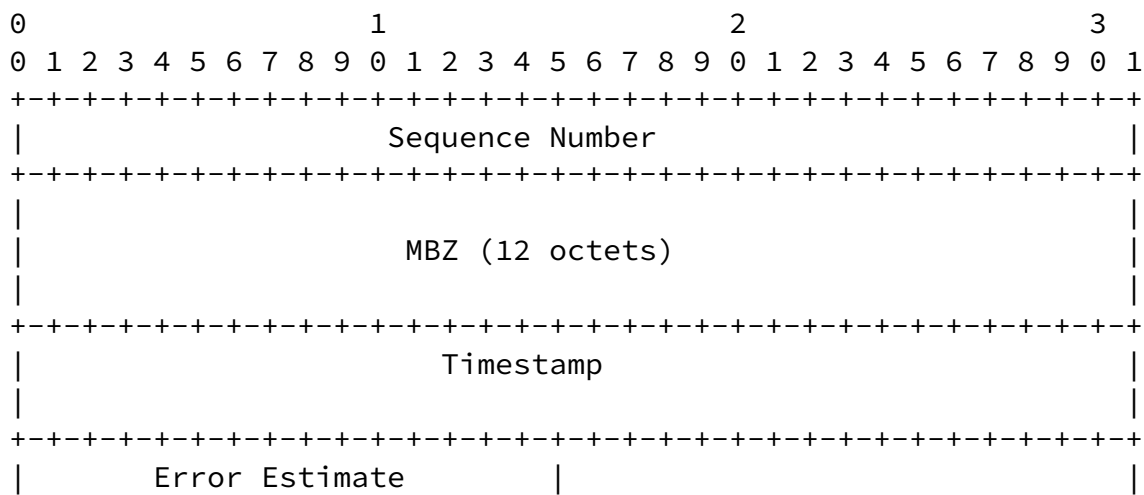 0                   1                   2                   3
0 1 2 3 4 5 6 7 8 9 0 1 2 3 4 5 6 7 8 9 0 1 2 3 4 5 6 7 8 9 0 1
+-+-+-+-+-+-+-+-+-+-+-+-+-+-+-+-+-+-+-+-+-+-+-+-+-+-+-+-+-+-+-+
|                    Sequence Number                          |
+-+-+-+-+-+-+-+-+-+-+-+-+-+-+-+-+-+-+-+-+-+-+-+-+-+-+-+-+-+-+-+
|                                                             |
|                     MBZ (12 octets)                         |
|                                                             |
+-+-+-+-+-+-+-+-+-+-+-+-+-+-+-+-+-+-+-+-+-+-+-+-+-+-+-+-+-+-+-+
|                       Timestamp                             |
|                                                             |
+-+-+-+-+-+-+-+-+-+-+-+-+-+-+-+-+-+-+-+-+-+-+-+-+-+-+-+-+-+-+-+
|       Error Estimate        |                               |